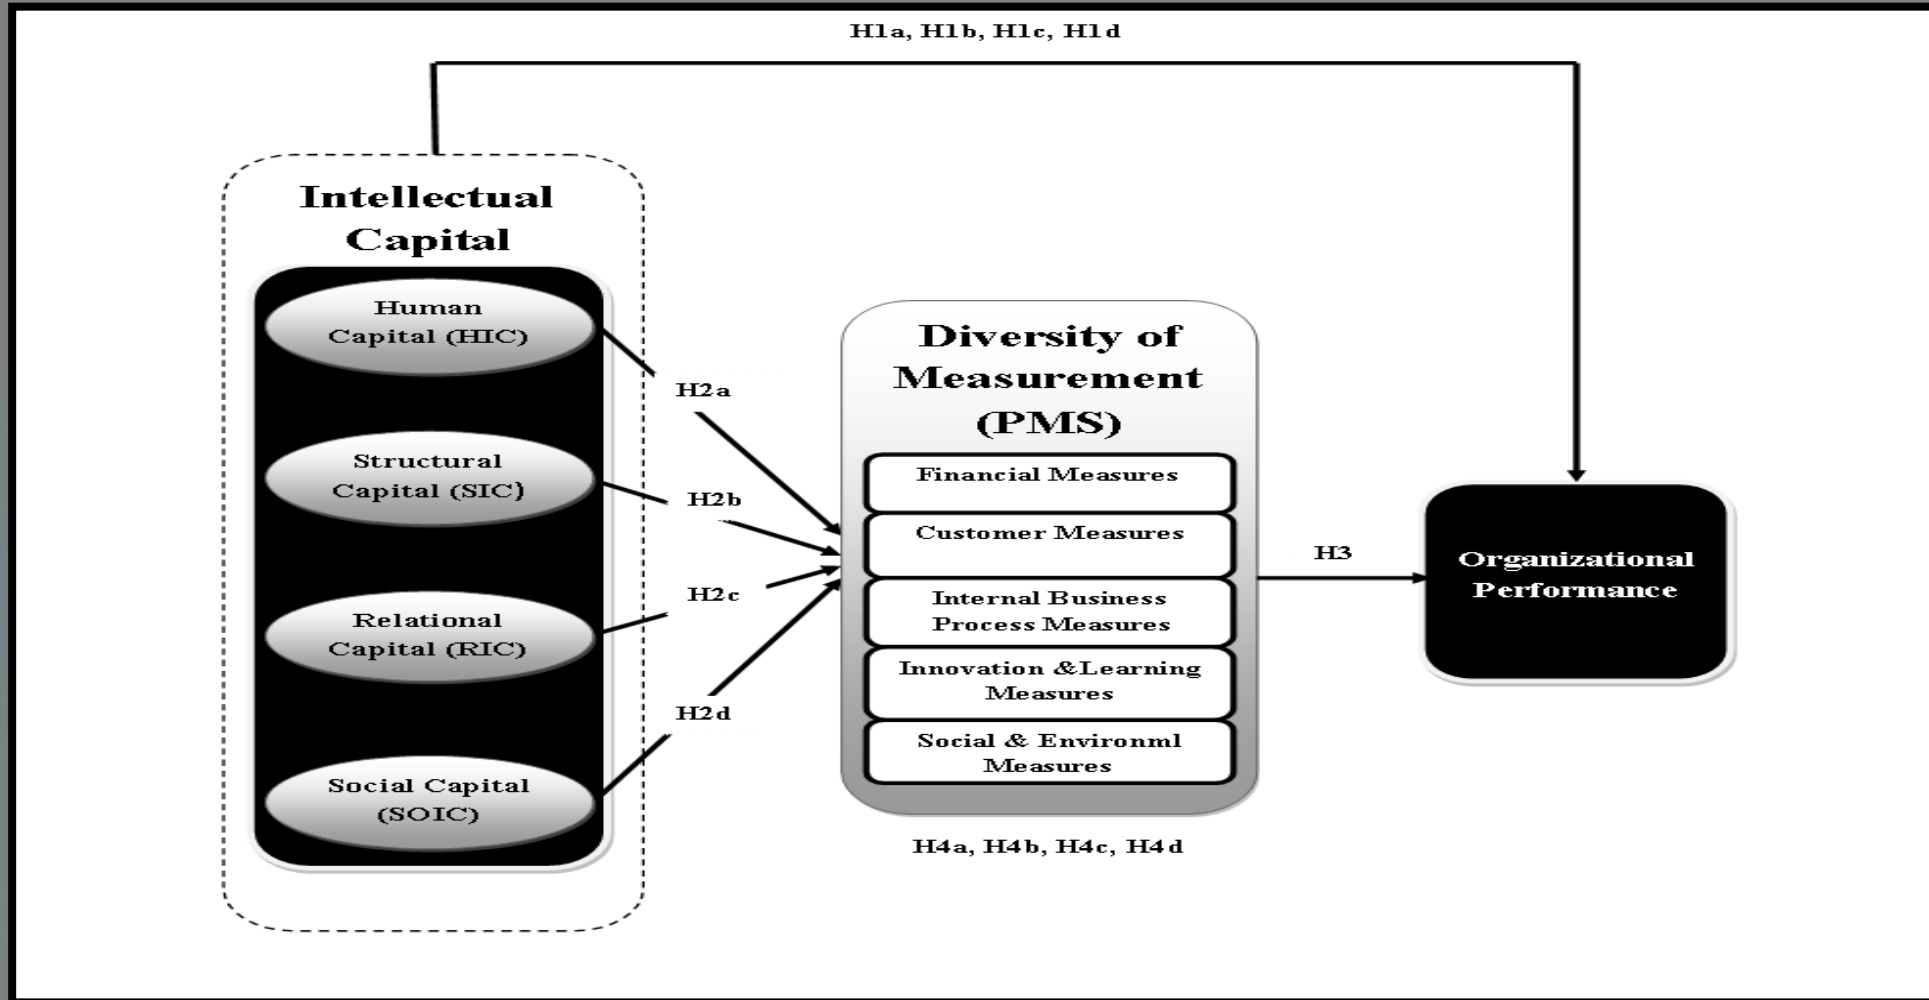 H1a, H1b, H1c, H1d
Intellectual
Capital
Human
Capital (HIC)
Structural
Capital (SIC}
Relational
Capital (RIC)
Social Capital
(SOIC)
H2a
H2b
H2c
H2d
Diversity of
Measurement
(PMS)
Financial Measures
Customer Measures
Internal Business
Process Measures
Innovation &Learning
Measures
Social & Environml
Measures
H4a, H4b, H4c, H4d
H3
Organizational
Performance